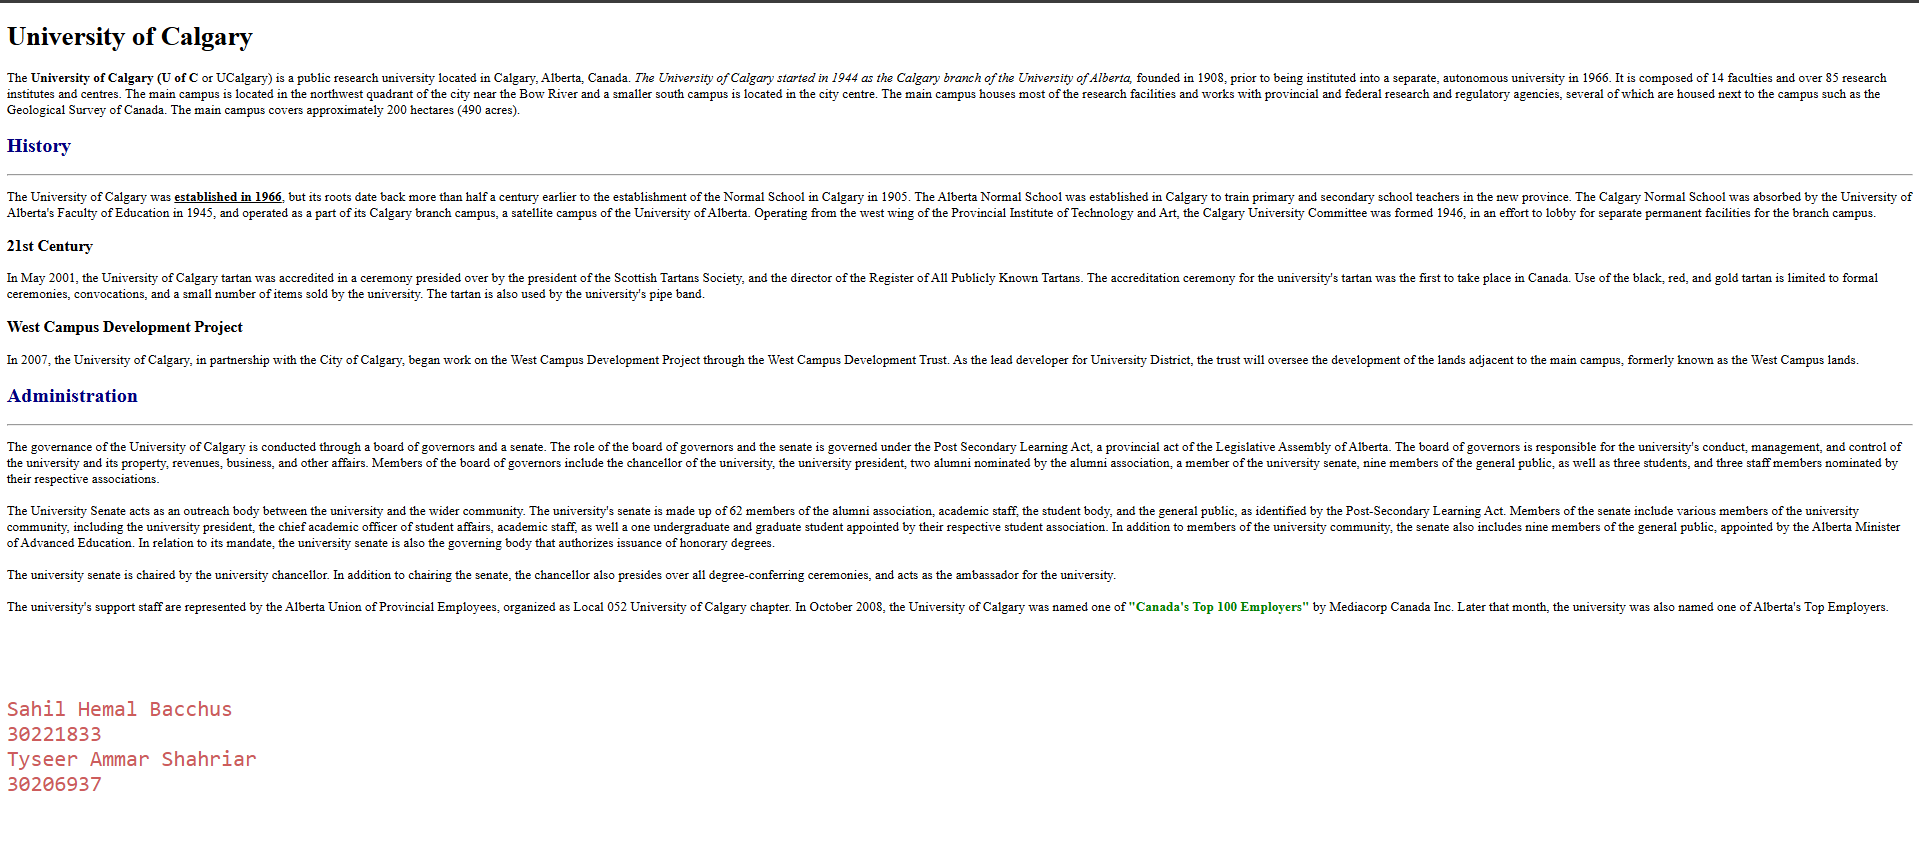 University of Calgary
The University of Calgary (U of C or UCalgary) is a public research university located in Calgary, Alberta, Canada. The University of Calgary started in 1944 as the Calgary branch of the University of Alberta, founded in 1908, prior to being instituted into a separate, autonomous university in 1966. It is composed of 14 faculties and over 85 research
institutes and centres. The main campus is located in the northwest quadrant of the city near the Bow River and a smaller south campus is located in the city centre. The main campus houses most of the research facilities and works with provincial and federal research and regulatory agencies, several of which are housed next to the campus such as the
Geological Survey of Canada. The main campus covers approximately 200 hectares (490 acres).
History
The University of Calgary was established in 1966, but its roots date back more than half a century earlier to the establishment of the Normal School in Calgary in 1905. The Alberta Normal School was established in Calgary to train primary and secondary school teachers in the new province. The Calgary Normal School was absorbed by the University of
Alberta's Faculty of Education in 1945, and operated as a part of its Calgary branch campus, a satellite campus of the University of Alberta. Operating from the west wing of the Provincial Institute of Technology and Art, the Calgary University Committee was formed 1946, in an effort to lobby for separate permanent facilities for the branch campus.
21st Century
In May 2001, the University of Calgary tartan was accredited in a ceremony presided over by the president of the Scottish Tartans Society, and the director of the Register of All Publicly Known Tartans. The accreditation ceremony for the university's tartan was the first to take place in Canada. Use of the black, red, and gold tartan is limited to formal
ceremonies, convocations, and a small number of items sold by the university. The tartan is also used by the university's pipe band.
West Campus Development Project
In 2007, the University of Calgary, in partnership with the City of Calgary, began work on the West Campus Development Project through the West Campus Development Trust. As the lead developer for University District, the trust will oversee the development of the lands adjacent to the main campus, formerly known as the West Campus lands.
Administration
The governance of the University of Calgary is conducted through a board of governors and a senate. The role of the board of governors and the senate is governed under the Post Secondary Learning Act, a provincial act of the Legislative Assembly of Alberta. The board of governors is responsible for the university's conduct, management, and control of
the university and its property, revenues, business, and other affairs. Members of the board of governors include the chancellor of the university, the university president, two alumni nominated by the alumni association, a member of the university senate, nine members of the general public, as well as three students, and three staff members nominated by
their respective associations.
The University Senate acts as an outreach body between the university and the wider community. The university's senate is made up of 62 members of the alumni association, academic staff, the student body, and the general public, as identified by the Post-Secondary Learning Act. Members of the senate include various members of the university
community, including the university president, the chief academic officer of student affairs, academic staff, as well a one undergraduate and graduate student appointed by their respective student association. In addition to members of the university community, the senate also includes nine members of the general public, appointed by the Alberta Minister
of Advanced Education. In relation to its mandate, the university senate is also the governing body that authorizes issuance of honorary degrees.
The university senate is chaired by the university chancellor. In addition to chairing the senate, the chancellor also presides over all degree-conferring ceremonies, and acts as the ambassador for the university.
The university's support staff are represented by the Alberta Union of Provincial Employees, organized as Local 052 University of Calgary chapter. In October 2008, the University of Calgary was named one of "Canada's Top 100 Employers" by Mediacorp Canada Inc. Later that month, the university was also named one of Alberta's Top Employers.
Sahil Hemal Bacchus
30221833
Tyseer Ammar Shahriar
30206937